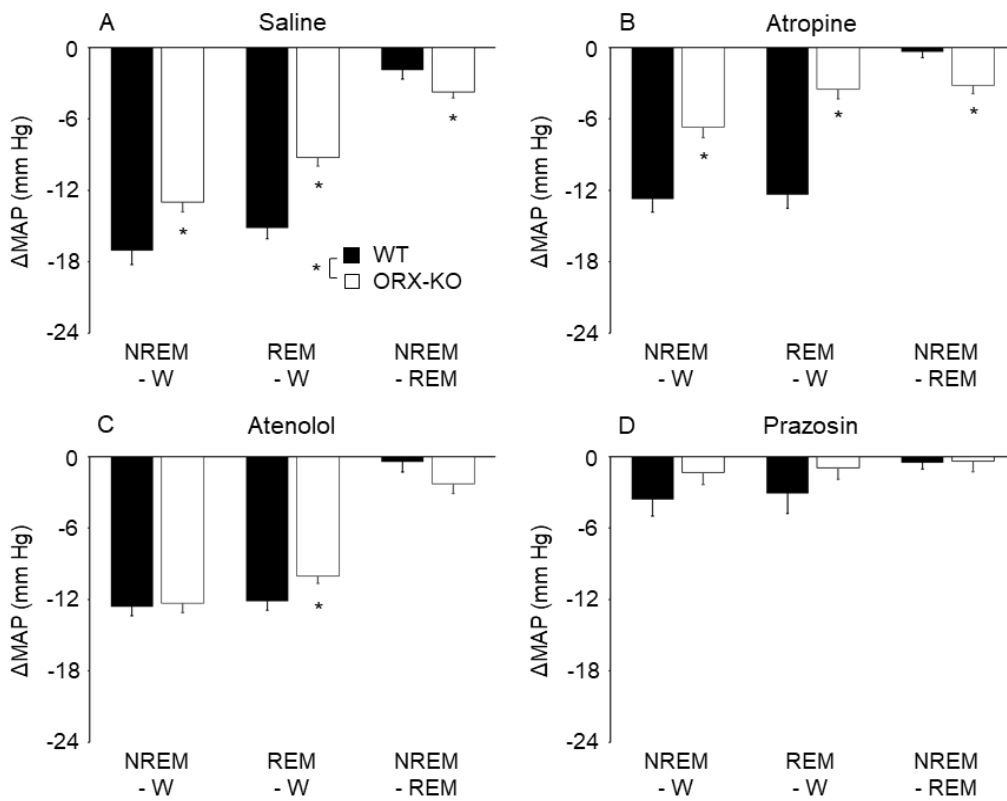 A Saline
0
-6
-12
-18
-24
ΔMAP (mm Hg)
*
*
*
* WT
ORX-KO
NREM REM NREM
- W - W - REM
B Atropine
0
-6
-12
-18
-24
ΔMAP (mm Hg)
*
*
*
NREM REM NREM
- W - W - REM
C Atenolol
0
-6
-12
-18
-24
ΔMAP (mm Hg)
*
NREM REM NREM
- W - W - REM
D Prazosin
0
-6
-12
-18
-24
ΔMAP (mm Hg)
NREM REM NREM
- W - W - REM